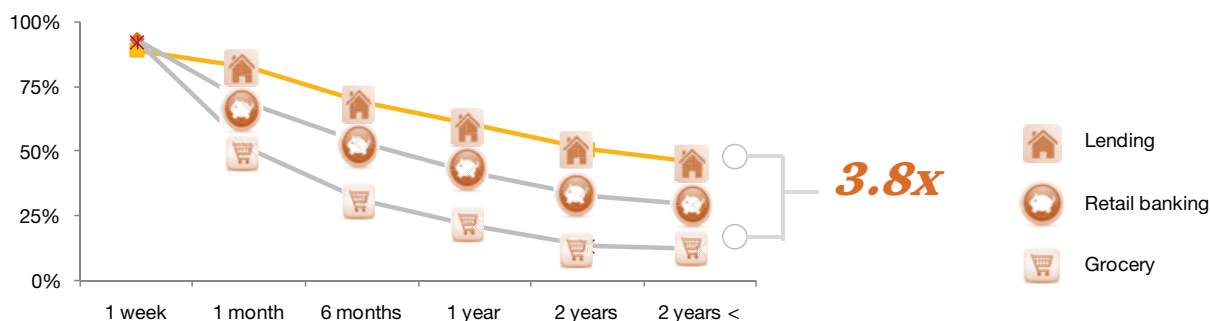 100%
75%
50%
25%
0%
1 week
1 month
6 months
1 year
2 years
2 years <
3.8x
Lending
Retail banking
Grocery